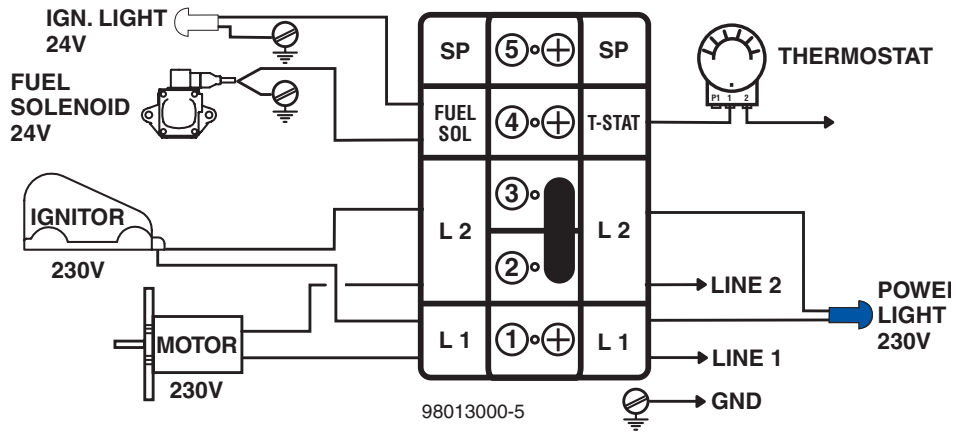 IGN. LIGHT
24V
FUEL
SOLENOID
24V
IGNITOR
230V
MOTOR
230V
SP
5
SP
FUEL
SOL
4
T-STAT
3
L 2
L 2
2
L 1
1
L 1
98013000-5
P1 1 2
THERMOSTAT
LINE 2
POWE
LIGHT
230V
LINE 1
GND